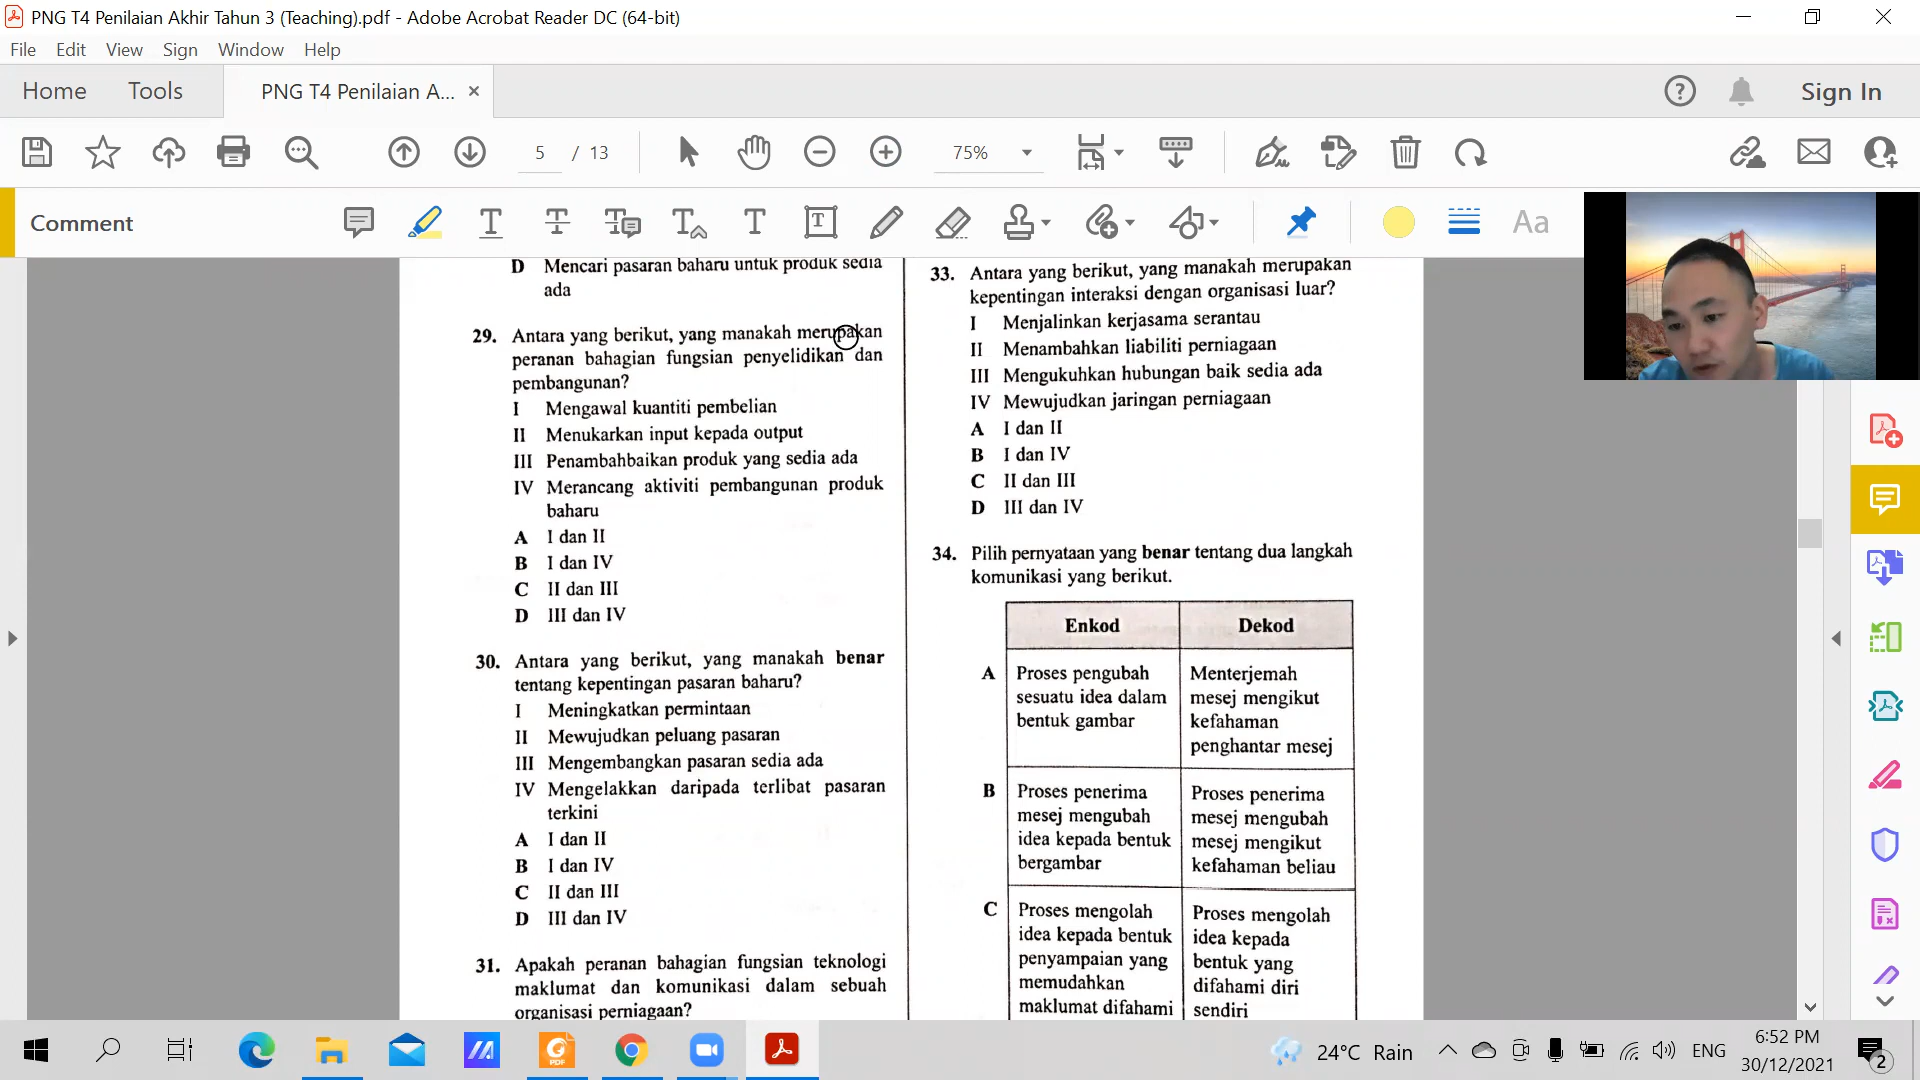 PNG T4 Penilaian Akhir Tahun 3 (Teaching).pdf - Adobe Acrobat Reader DC (64-bit)
File Edit View Sign Window Help
Home Tools PNG T4 Penilaian A... × Sign In
5 / 13 75%
Comment Aa
D Mencari pasaran baharu untuk produk sedia
ada
29. Antara yang berikut, yang manakah merupakan
peranan bahagian fungsian penyelidikan dan
pembangunan?
I Mengawal kuantiti pembelian
II Menukarkan input kepada output
III Penambahbaikan produk yang sedia ada
IV Merancang aktiviti pembangunan produk
baharu
A I dan II
B I dan IV
C II dan III
D III dan IV
30. Antara yang berikut, yang manakah benar
tentang kepentingan pasaran baharu?
I Meningkatkan permintaan
II Mewujudkan peluang pasaran
III Mengembangkan pasaran sedia ada
IV Mengelakkan daripada terlibat pasaran
terkini
A I dan II
B I dan IV
C II dan III
D III dan IV
31. Apakah peranan bahagian fungsian teknologi
maklumat dan komunikasi dalam sebuah
organisasi perniagaan?
33. Antara yang berikut, yang manakah merupakan
kepentingan interaksi dengan organisasi luar?
I Menjalinkan kerjasama serantau
II Menambahkan liabiliti perniagaan
III Mengukuhkan hubungan baik sedia ada
IV Mewujudkan jaringan perniagaan
A I dan II
B I dan IV
C II dan III
D III dan IV
34. Pilih pernyataan yang benar tentang dua langkah
komunikasi yang berikut.
Enkod Dekod
A Proses pengubah
sesuatu idea dalam
bentuk gambar
Menterjemah
mesej mengikut
kefahaman
penghantar mesej
B Proses penerima
mesej mengubah
idea kepada bentuk
bergambar
Proses penerima
mesej mengubah
mesej mengikut
kefahaman beliau
C Proses mengolah
idea kepada bentuk
penyampaian yang
memudahkan
maklumat difahami
Proses mengolah
idea kepada
bentuk yang
difahami diri
sendiri
24°C Rain ENG 6:52 PM
30/12/2021
2